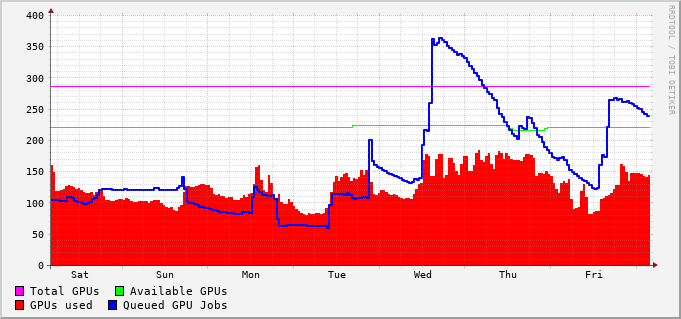 400
350
300
250
200
150
100
50
0
Sat Sun Mon Tue Wed Thu Fri
Total GPUs Available GPUs
GPUs used Queued GPU Jobs
RRDTOOL / TOBI OETIKER